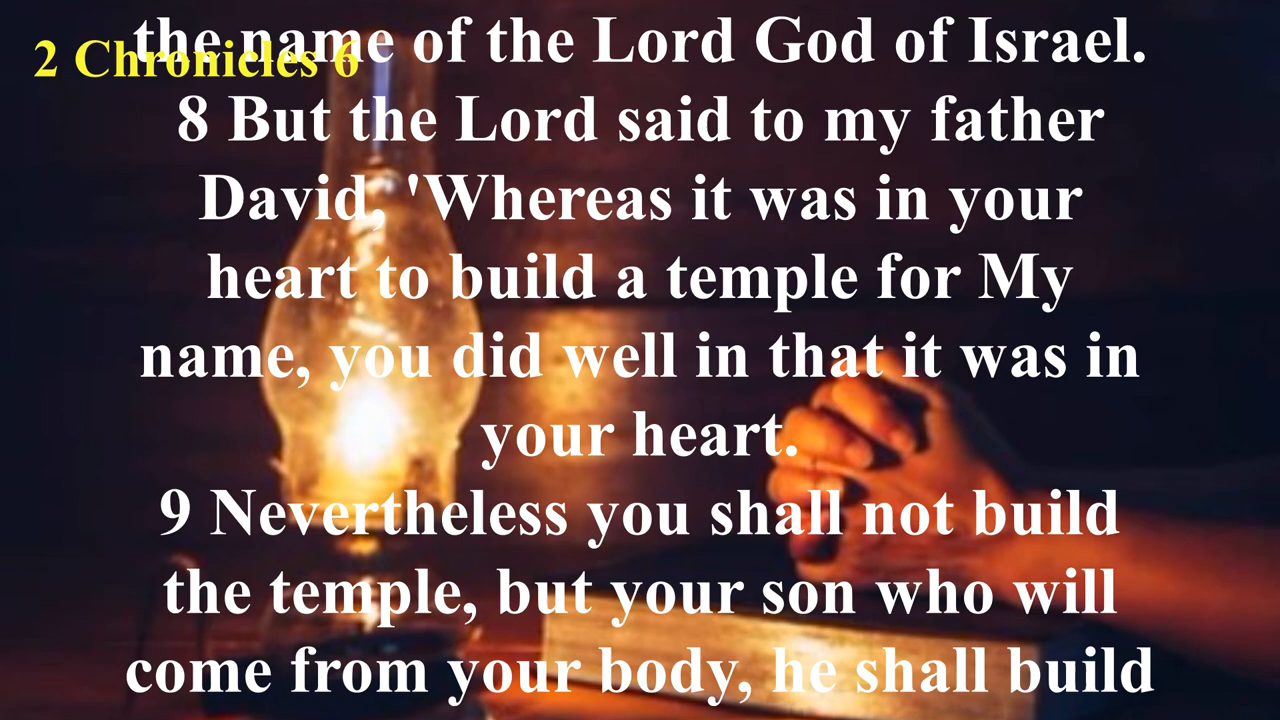 2 Chronicles 6
the name of the Lord God of Israel.
8 But the Lord said to my father
David, 'Whereas it was in your
heart to build a temple for My
name, you did well in that it was in
your heart.
9 Nevertheless you shall not build
the temple, but your son who will
come from your body, he shall build